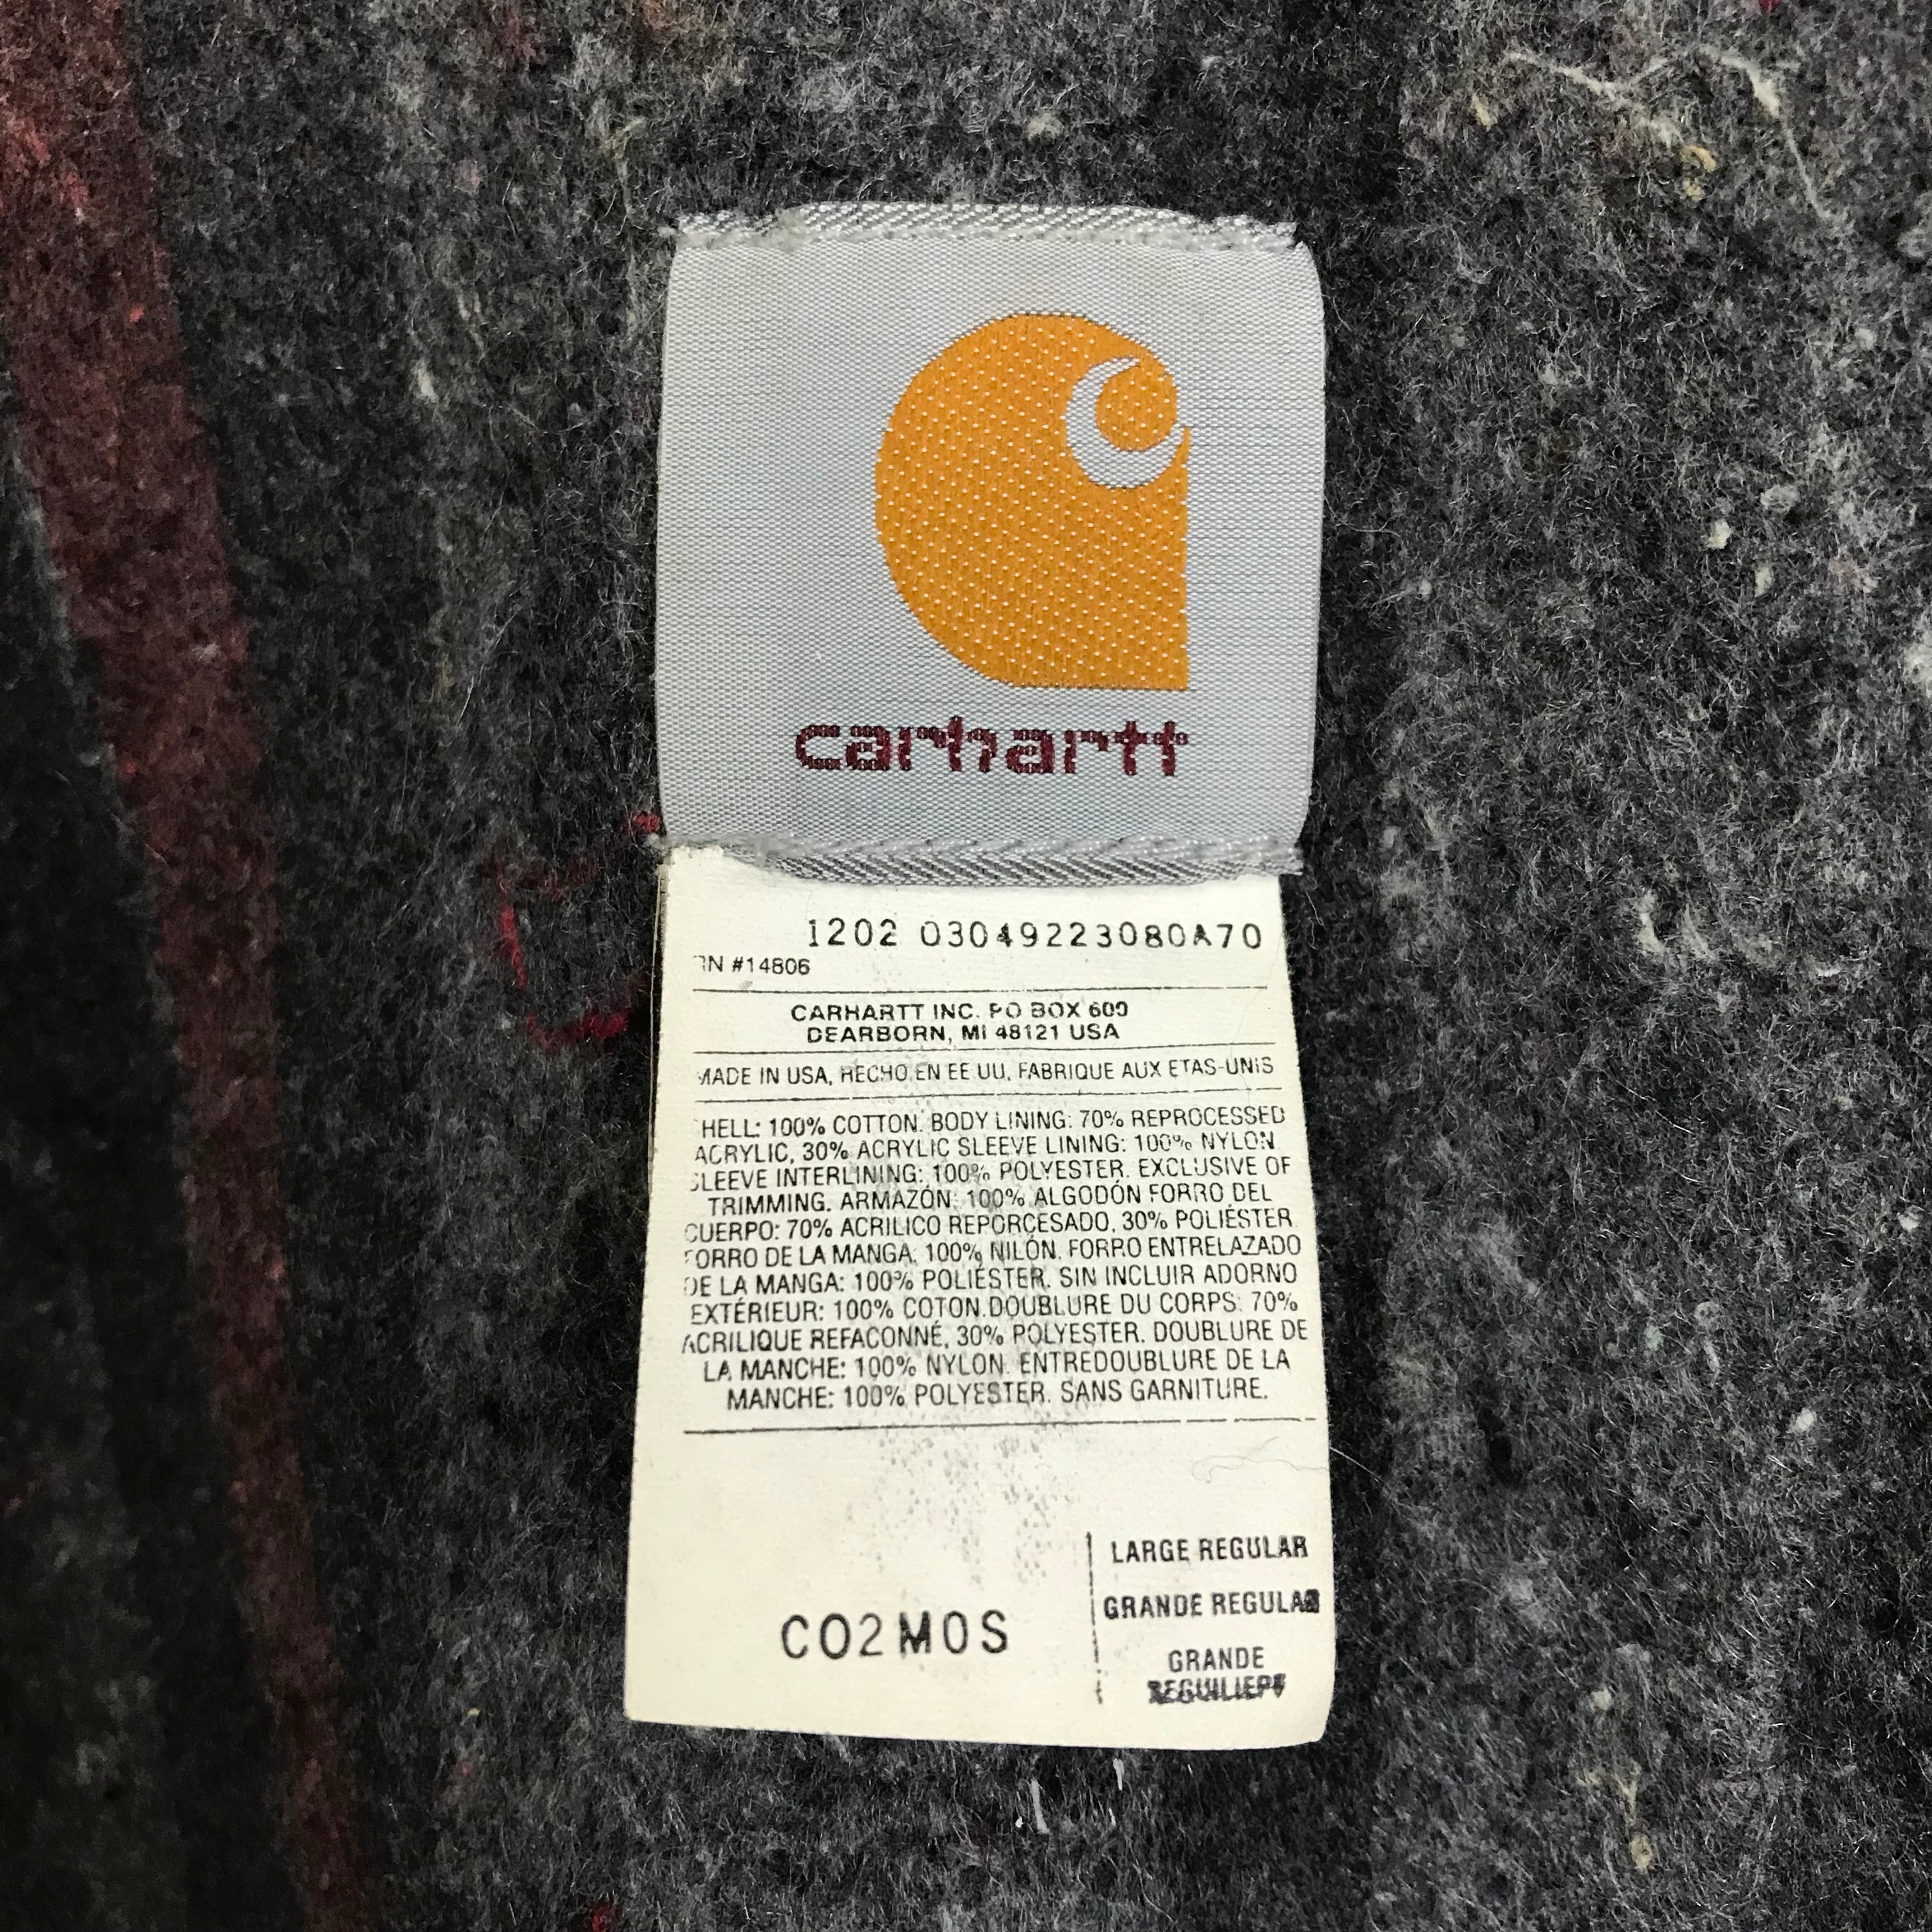 carhartt
1202 03049223080A70
RN #14806
CARHARTT INC. PO BOX 600
DEARBORN, MI 48121 USA
MADE IN USA, HECHO EN EE UU, FABRIQUE AUX ETAS-UNIS
HELL: 100% COTTON. BODY LINING: 70% REPROCESSED
ACRYLIC, 30% ACRYLIC SLEEVE LINING: 100% NYLON
SLEEVE INTERLINING: 100% POLYESTER. EXCLUSIVE OF
TRIMMING. ARMAZÓN: 100% ALGODÓN FORRO DEL
CUERPO: 70% ACRILICO REPORCESADO, 30% POLIÉSTER
FORRO DE LA MANGA: 100% NILÓN. FORRO ENTRELAZADO
DE LA MANGA: 100% POLIÉSTER. SIN INCLUIR ADORNO
EXTÉRIEUR: 100% COTON.DOUBLURE DU CORPS: 70%
ACRILIQUE REFACONNÉ, 30% POLYESTER. DOUBLURE DE
LA MANCHE: 100% NYLON. ENTREDOUBLURE DE LA
MANCHE: 100% POLYESTER. SANS GARNITURE.
CO2MOS
LARGE REGULAR
GRANDE REGULAR
GRANDE